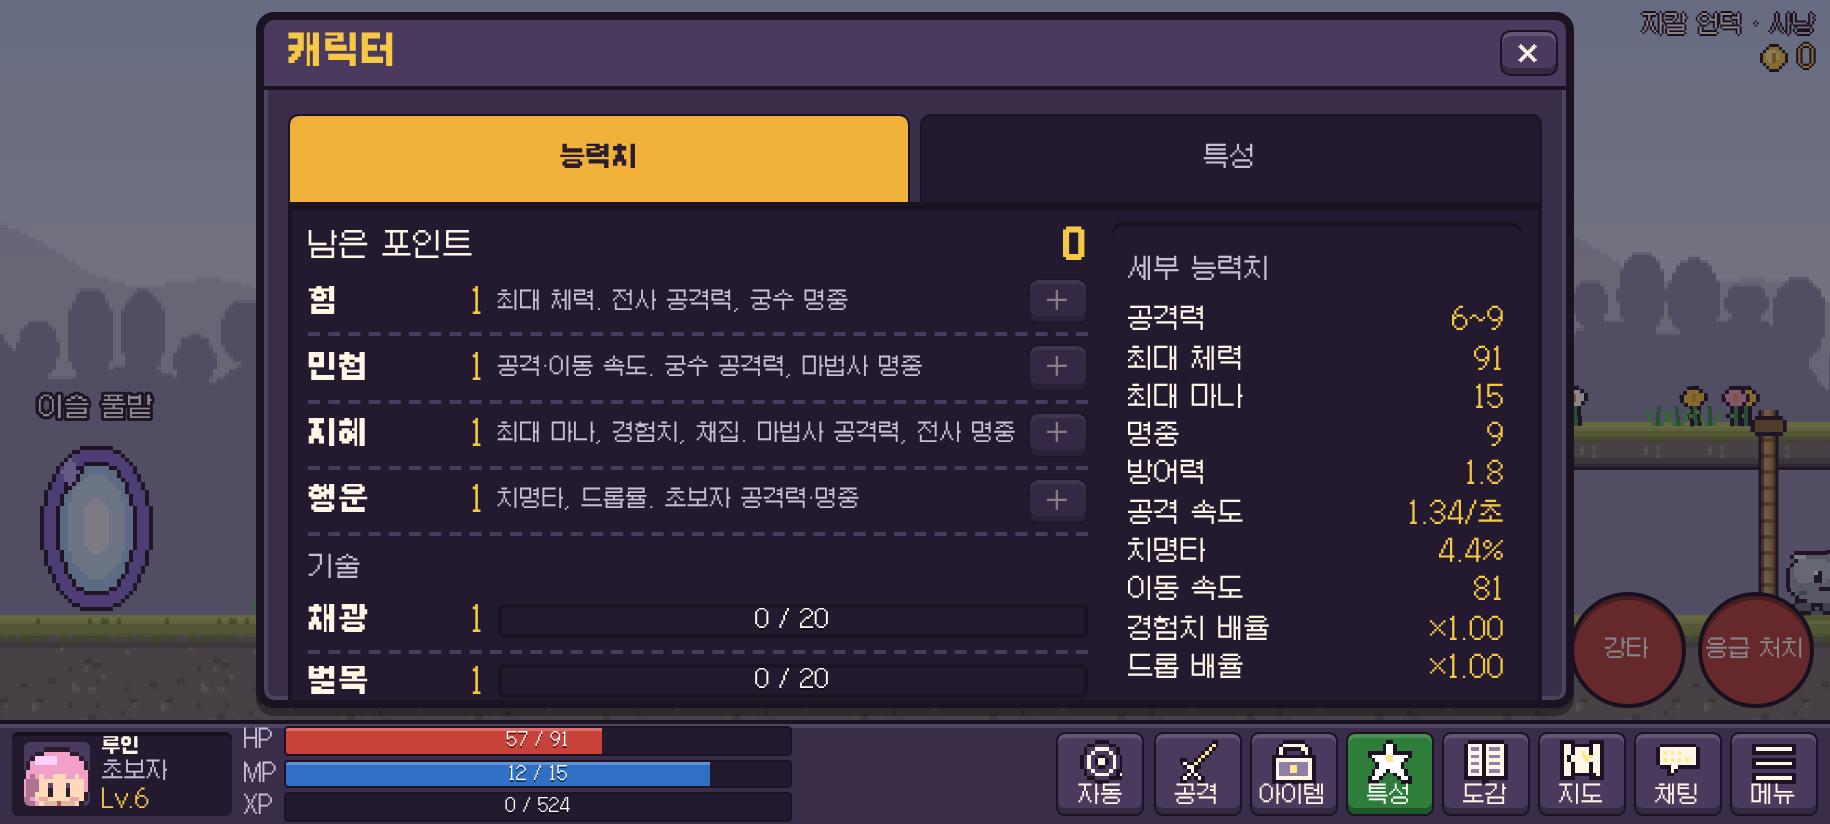 캐릭터
×
자갈 언덕 · 사냥
0
능력치
특성
남은 포인트 0
힘 1 최대 체력. 전사 공격력, 궁수 명중 +
민첩 1 공격·이동 속도. 궁수 공격력, 마법사 명중 +
지혜 1 최대 마나, 경험치, 채집. 마법사 공격력, 전사 명중 +
행운 1 치명타, 드롭률. 초보자 공격력·명중 +
기술
채광 1 0 / 20
벌목 1 0 / 20
세부 능력치
공격력 6~9
최대 체력 91
최대 마나 15
명중 9
방어력 1.8
공격 속도 1.34/초
치명타 4.4%
이동 속도 81
경험치 배율 ×1.00
드롭 배율 ×1.00
이슬 풀밭
강타
응급 처치
루인
초보자
Lv.6
HP 57 / 91
MP 12 / 15
XP 0 / 524
자동
공격
아이템
특성
도감
지도
채팅
메뉴